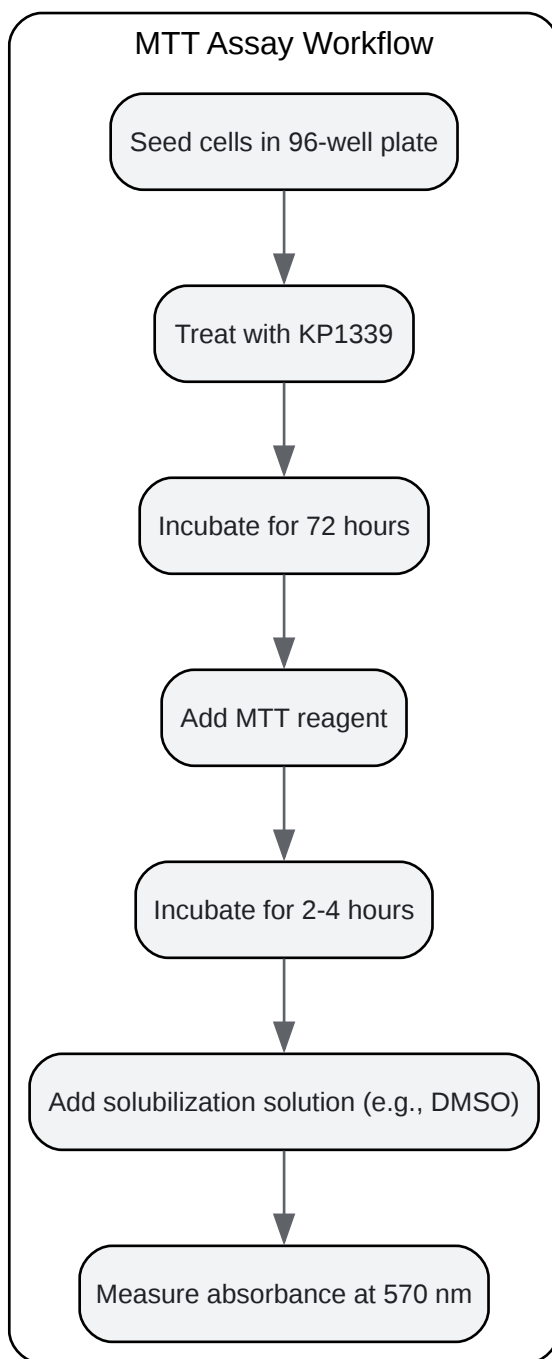 MTT Assay Workflow
Seed cells in 96-well plate
Treat with KP1339
Incubate for 72 hours
Add MTT reagent
Incubate for 2-4 hours
Add solubilization solution (e.g., DMSO)
Measure absorbance at 570 nm